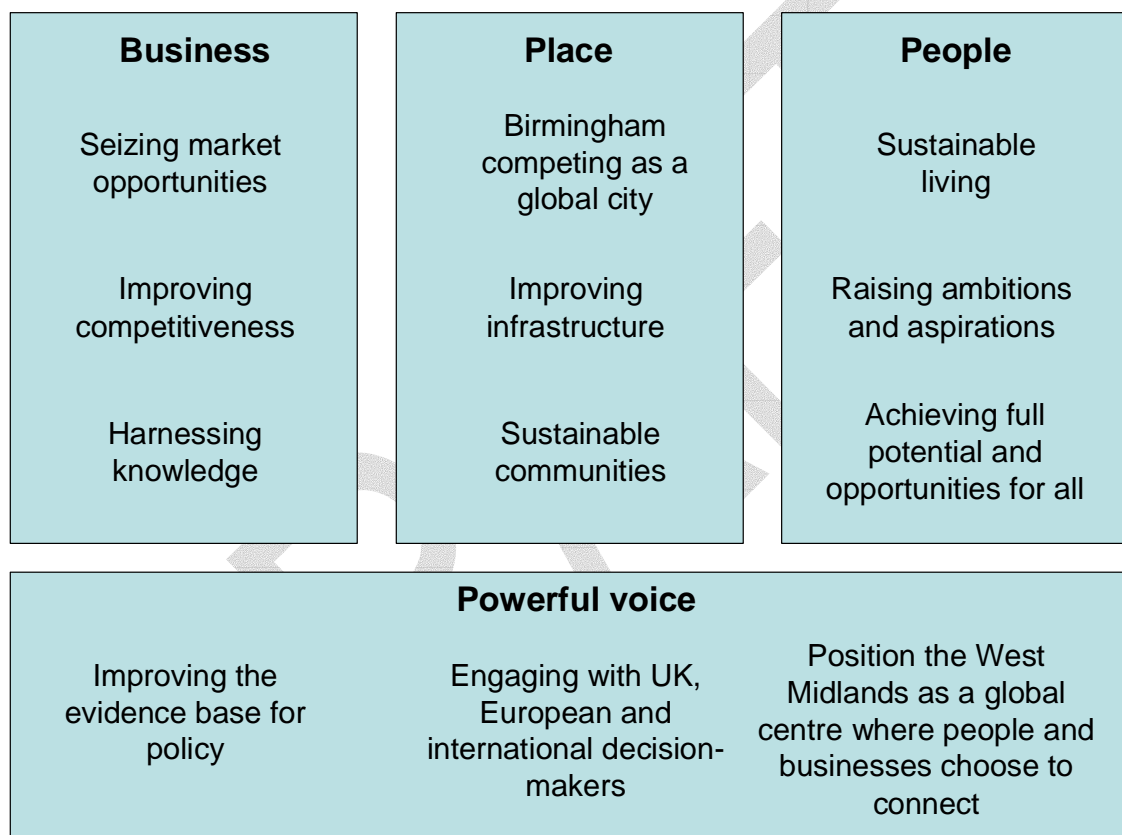 Business
Seizing market
opportunities
Improving
competitiveness
Harnessing
knowledge
Place
Birmingham
competing as a
global city
Improving
infrastructure
Sustainable
communities
People
Sustainable
living
Raising ambitions
and aspirations
Achieving full
potential and
opportunities for all
Powerful voice
Improving the
evidence base for
policy
Engaging with UK,
European and
international decision-
makers
Position the West
Midlands as a global
centre where people and
businesses choose to
connect